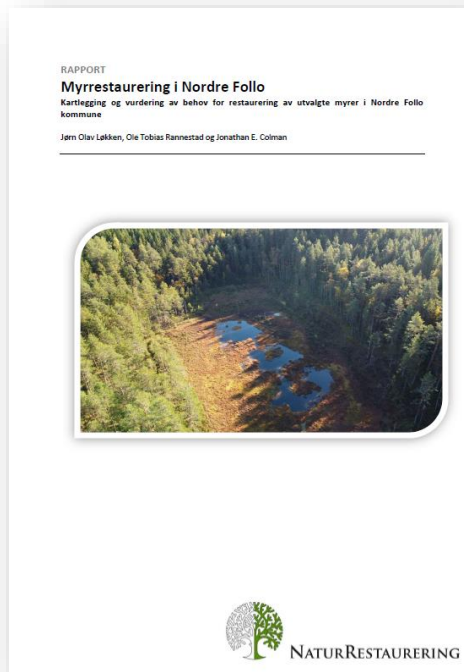 RAPPORT
Myrrestaurering i Nordre Follo
Kartlegging og vurdering av behov for restaurering av utvalgte myrer i Nordre Follo
kommune
Jørn Olav Løkken, Ole Tobias Rannestad og Jonathan E. Colman
NATURRESTAURERING